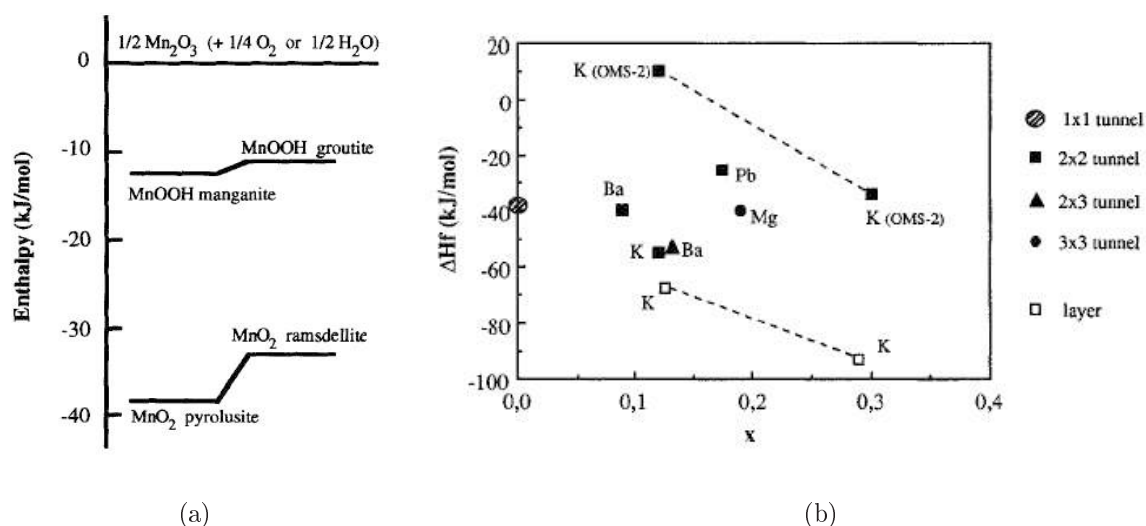 1/2 Mn₂O₃ (+ 1/4 O₂ or 1/2 H₂O)
0
-10
-20
-30
-40
Enthalpy (kJ/mol)
MnOOH groutite
MnOOH manganite
MnO₂ ramsdellite
MnO₂ pyrolusite
(a)
20
0
-20
-40
-60
-80
-100
ΔHf (kJ/mol)
K (OMS-2)
Pb
Ba
Mg
K (OMS-2)
K
Ba
K
K
0,0
0,1
0,2
0,3
0,4
x
1x1 tunnel
2x2 tunnel
2x3 tunnel
3x3 tunnel
layer
(b)